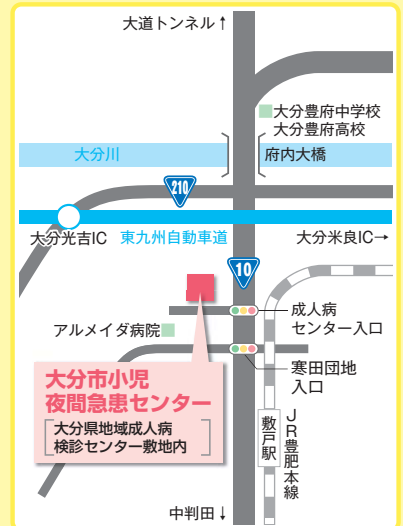 大道トンネル↑
大分豊府中学校
大分豊府高校
大分川
府内大橋
210
大分光吉IC
東九州自動車道
大分米良IC→
10
成人病
センター入口
アルメイダ病院
寒田団地
入口
大分市小児
夜間急患センター
大分県地域成人病
検診センター敷地内
敷戸駅
JR豊肥本線
中判田↓